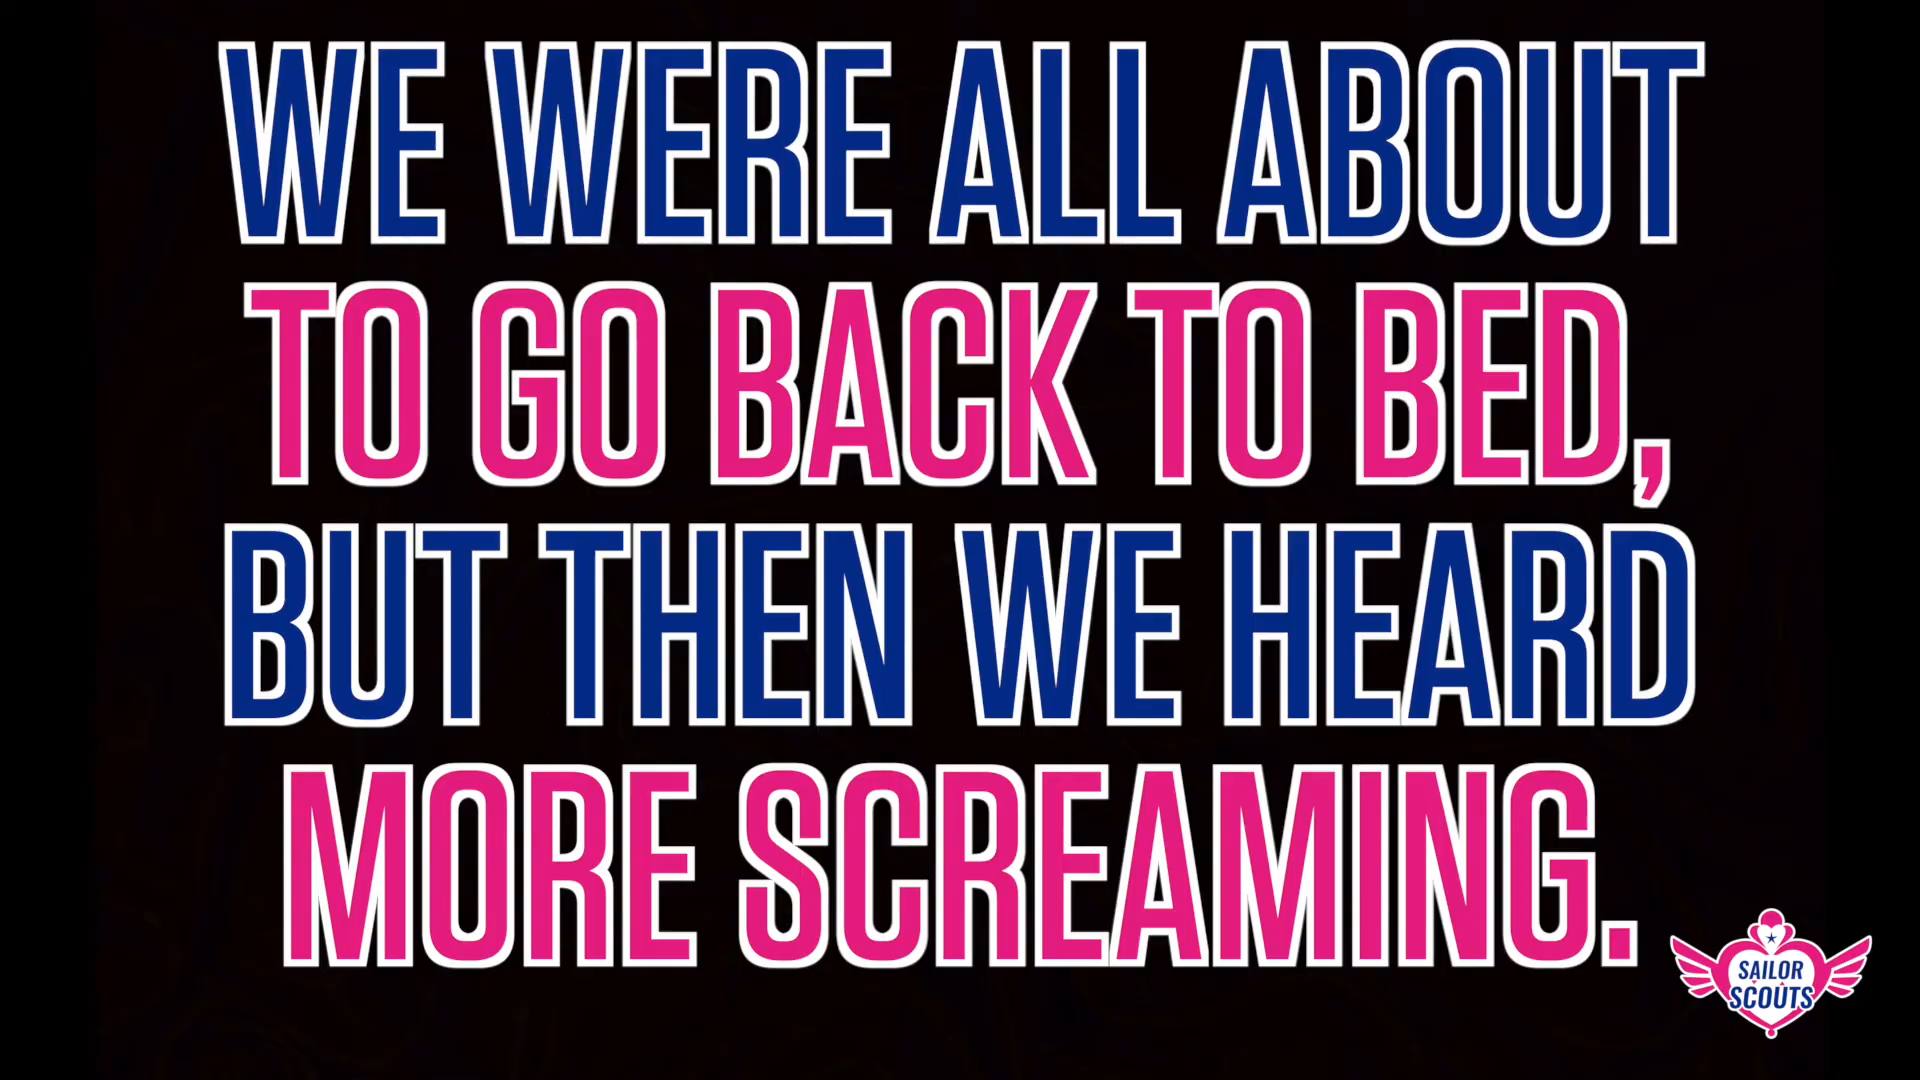 WE WERE ALL ABOUT
TO GO BACK TO BED,
BUT THEN WE HEARD
MORE SCREAMING.
SAILOR
SCOUTS